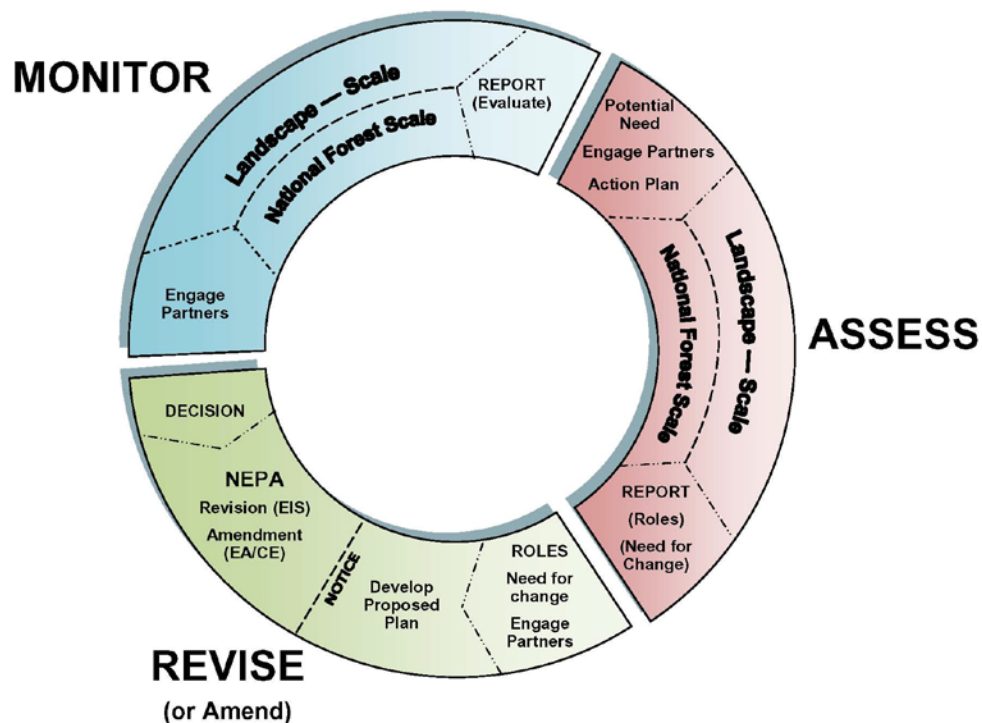 MONITOR
Landscape — Scale
National Forest Scale
REPORT
(Evaluate)
Engage
Partners
Potential
Need
Engage Partners
Action Plan
Landscape — Scale
National Forest Scale
ASSESS
REPORT
(Roles)
(Need for
Change)
ROLES
Need for
change
Engage
Partners
Develop
Proposed
Plan
NOTICE
NEPA
Revision (EIS)
Amendment
(EA/CE)
DECISION
REVISE
(or Amend)